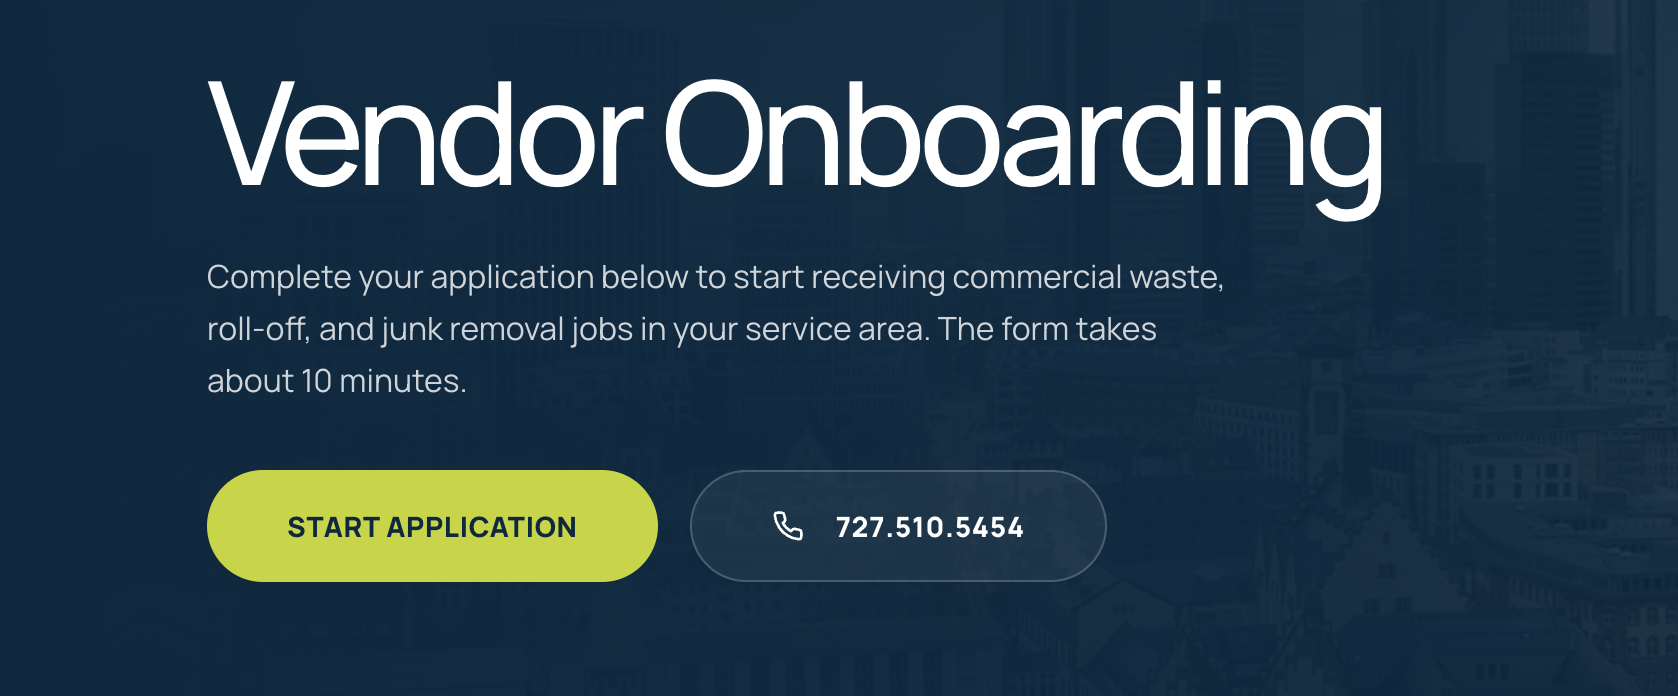 Vendor Onboarding
Complete your application below to start receiving commercial waste,
roll-off, and junk removal jobs in your service area. The form takes
about 10 minutes.
START APPLICATION
727.510.5454